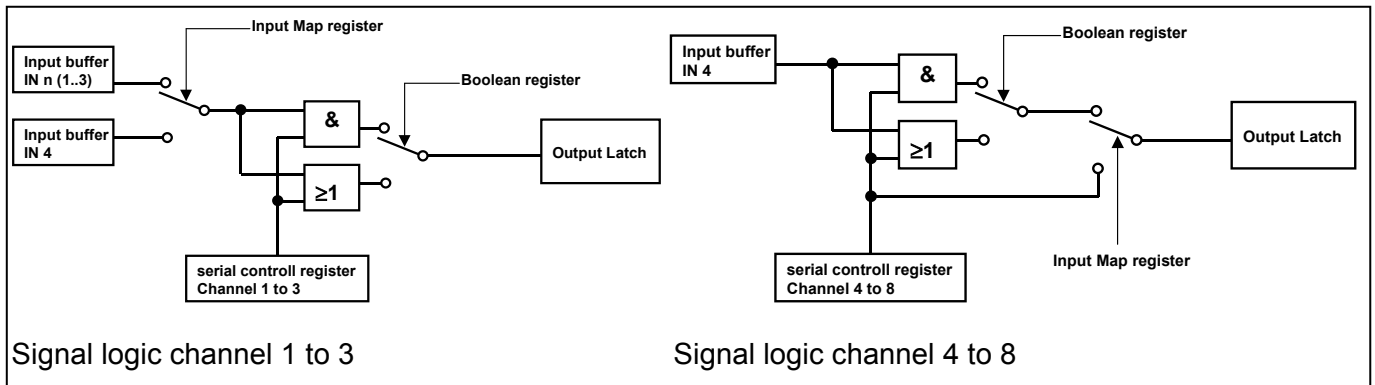 Input Map register
Input buffer
IN n (1..3)
Boolean register
&
Input buffer
IN 4
≥1
Output Latch
serial controll register
Channel 1 to 3
Signal logic channel 1 to 3
Input buffer
IN 4
Boolean register
&
≥1
Output Latch
Input Map register
serial controll register
Channel 4 to 8
Signal logic channel 4 to 8